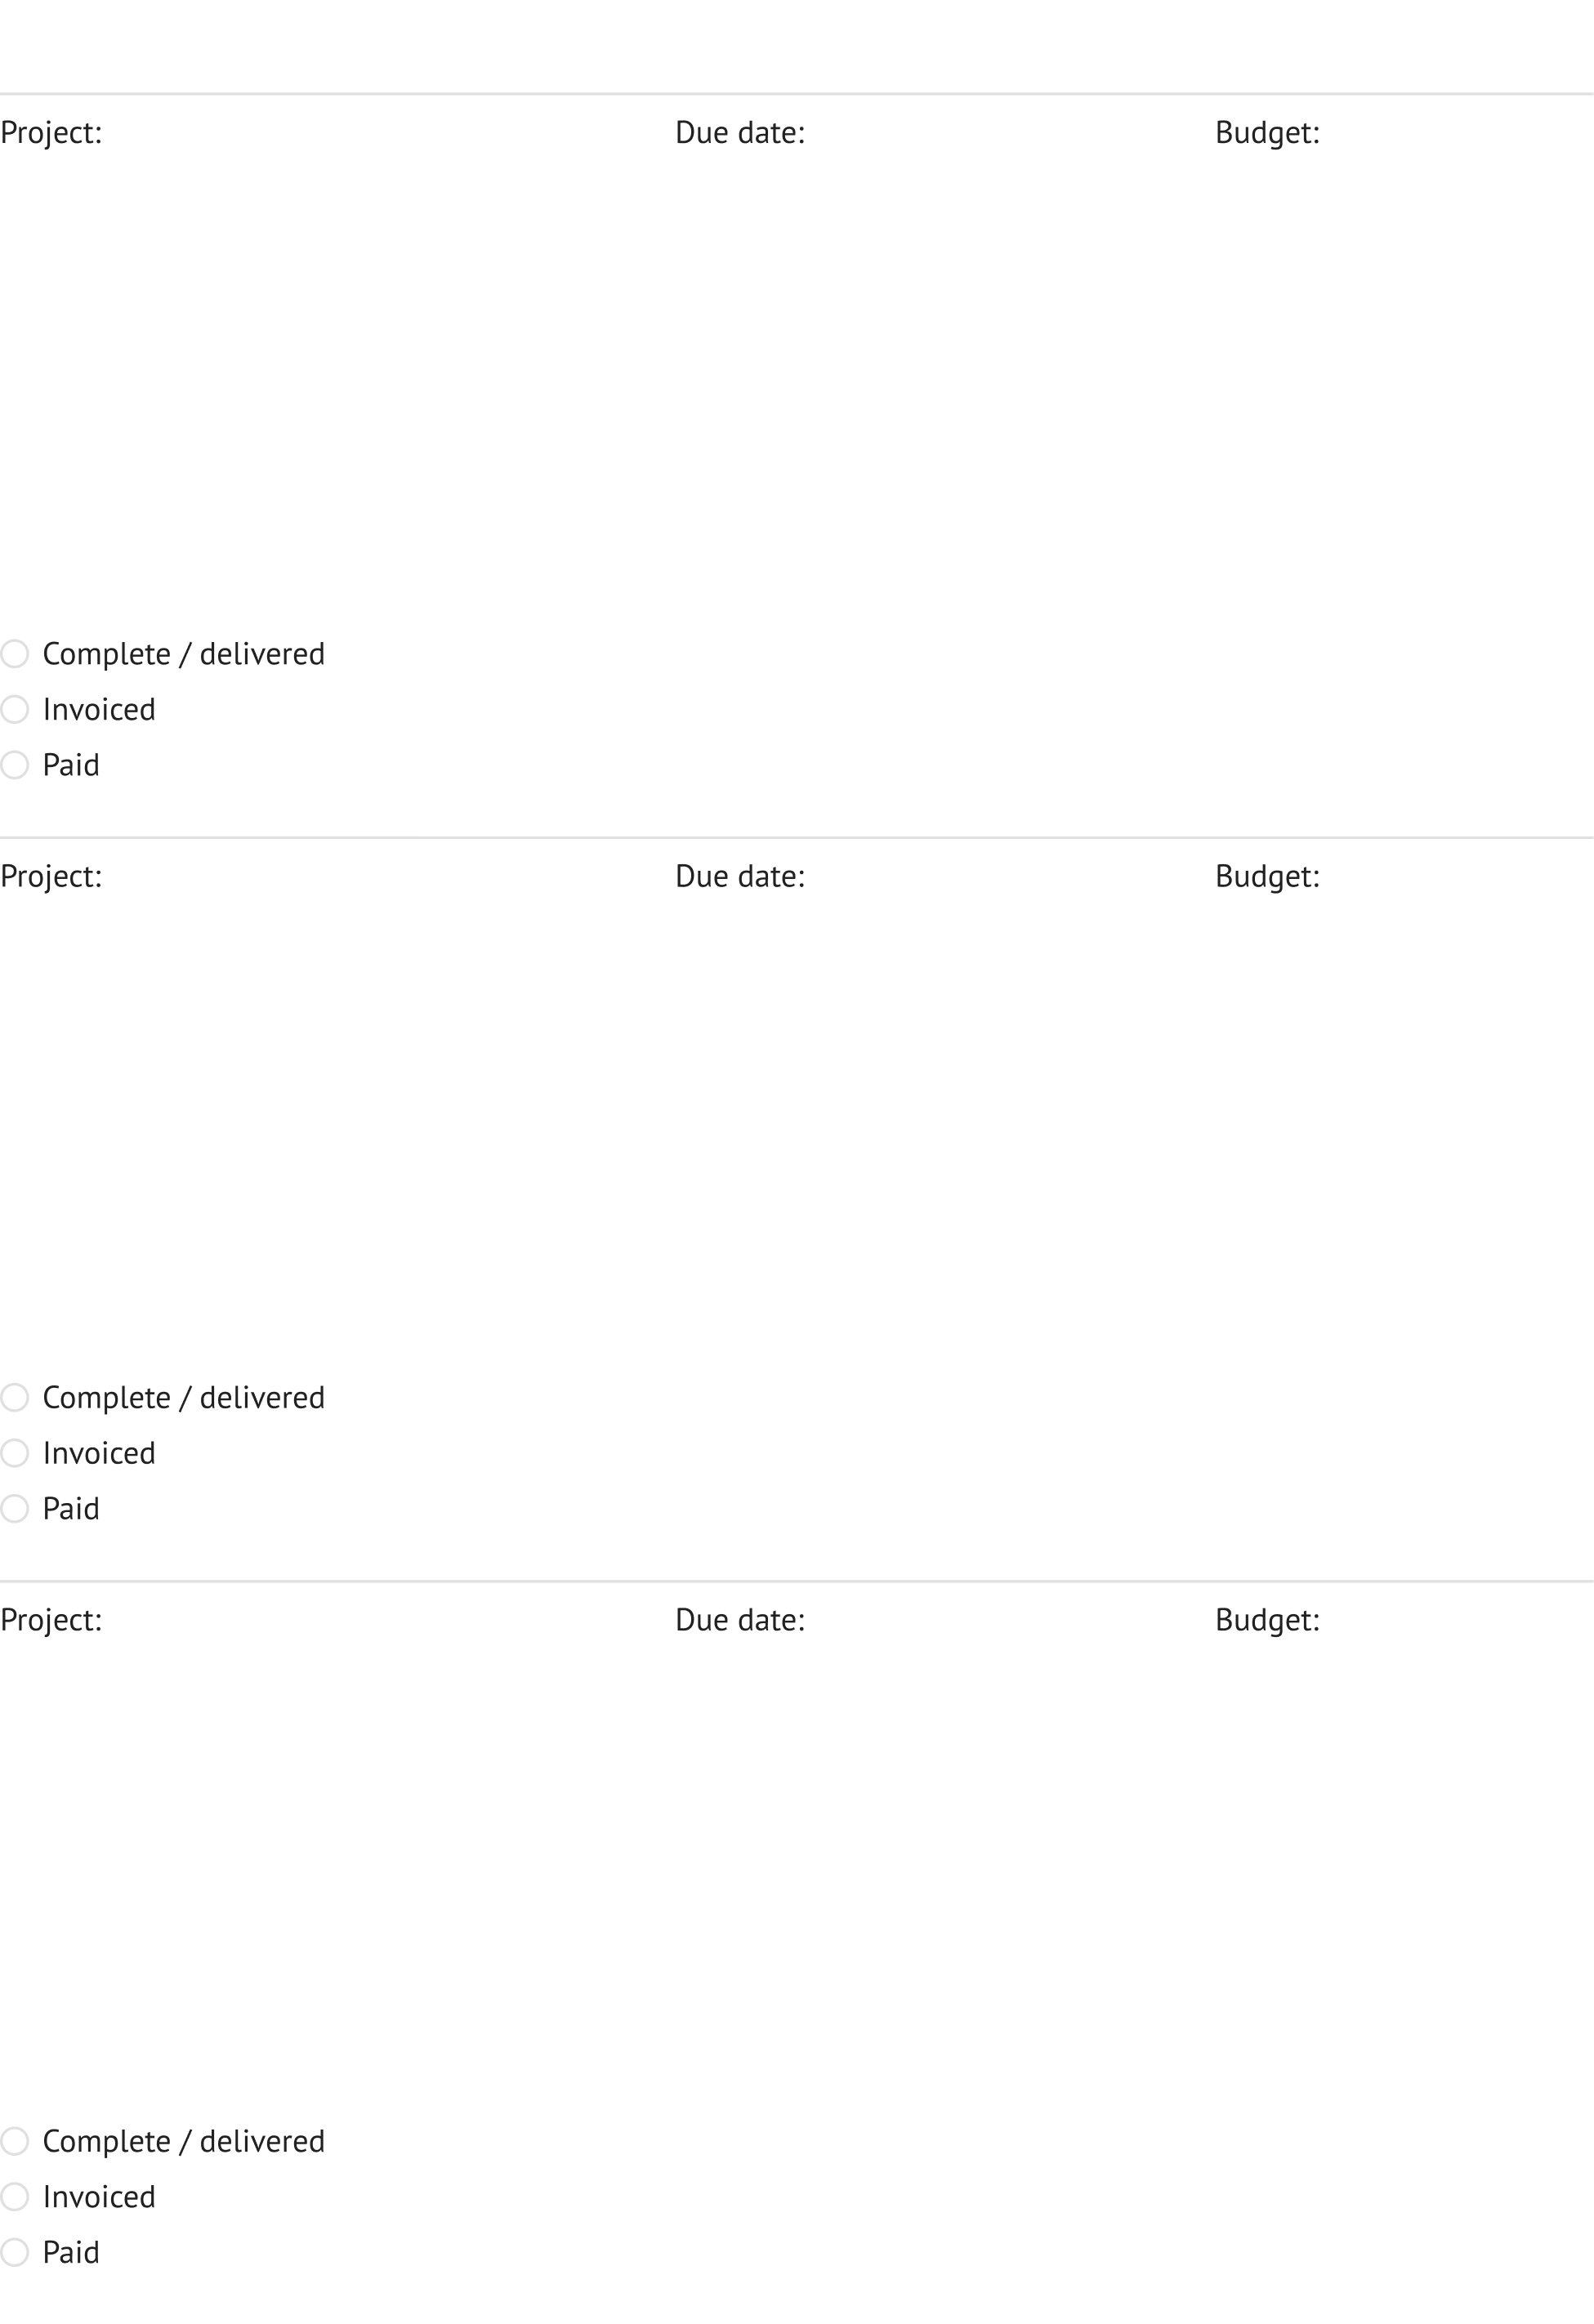 Project: Due date: Budget:
Complete / delivered
Invoiced
Paid
Project: Due date: Budget:
Complete / delivered
Invoiced
Paid
Project: Due date: Budget:
Complete / delivered
Invoiced
Paid